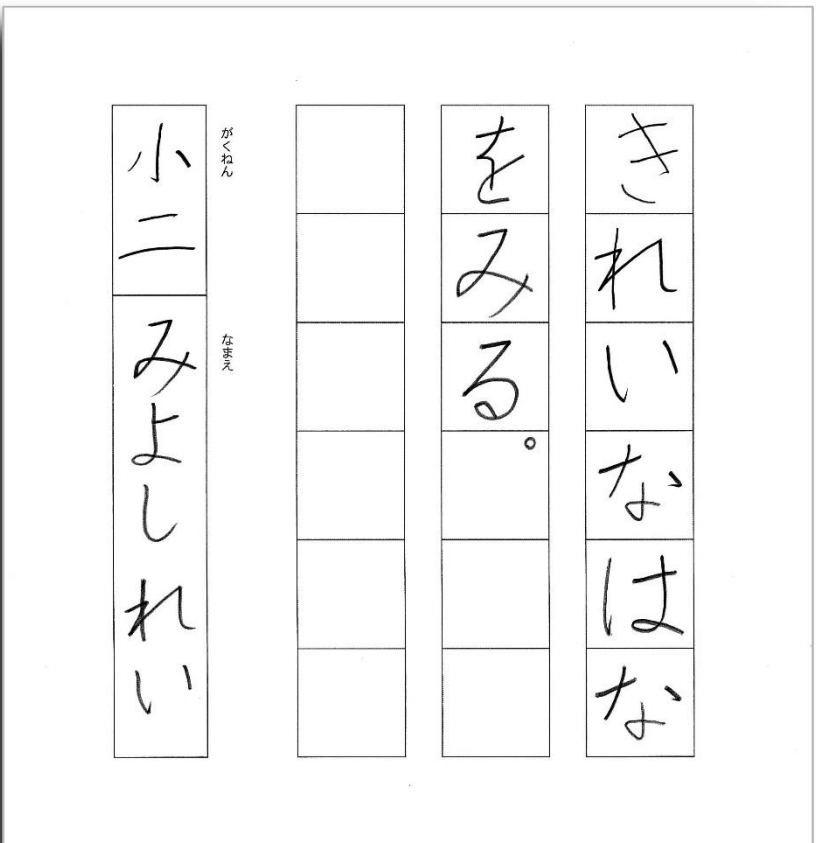 きれいなはな
をみる。
がくねん
小二
なまえ
みよしれい